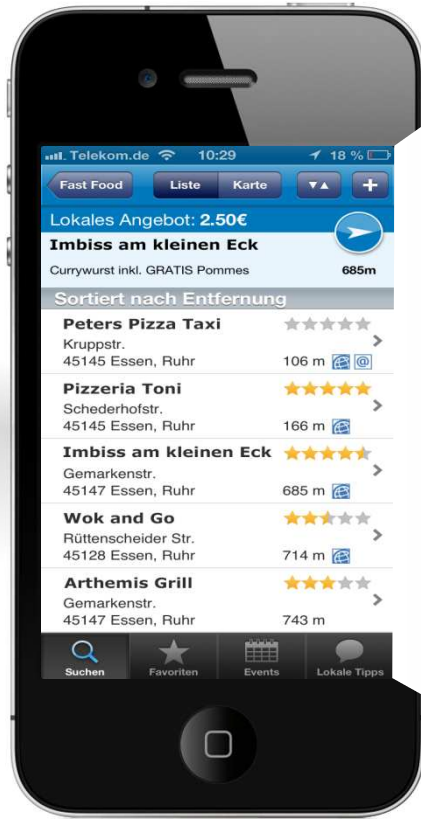 Telekom.de 10:29 18 %
Fast Food Liste Karte ▼▲ +
Lokales Angebot: 2.50€
Imbiss am kleinen Eck
Currywurst inkl. GRATIS Pommes 685m
Sortiert nach Entfernung
Peters Pizza Taxi
Kruppstr.
45145 Essen, Ruhr 106 m @
Pizzeria Toni
Schederhofstr.
45145 Essen, Ruhr 166 m
Imbiss am kleinen Eck
Gemarkenstr.
45147 Essen, Ruhr 685 m
Wok and Go
Rüttenscheider Str.
45128 Essen, Ruhr 714 m
Arthemis Grill
Gemarkenstr.
45147 Essen, Ruhr 743 m
Suchen Favoriten Events Lokale Tipps